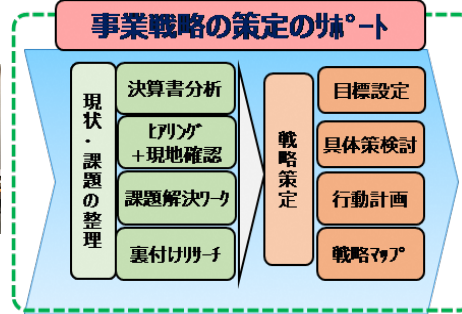 事業戦略の策定のｻﾎﾟｰﾄ
現状・課題の整理
決算書分析
ﾋｱﾘﾝｸﾞ
+現地確認
課題解決ﾜｰｸ
裏付けﾘｻｰﾁ
戦略策定
目標設定
具体策検討
行動計画
戦略ﾏｯﾌﾟ